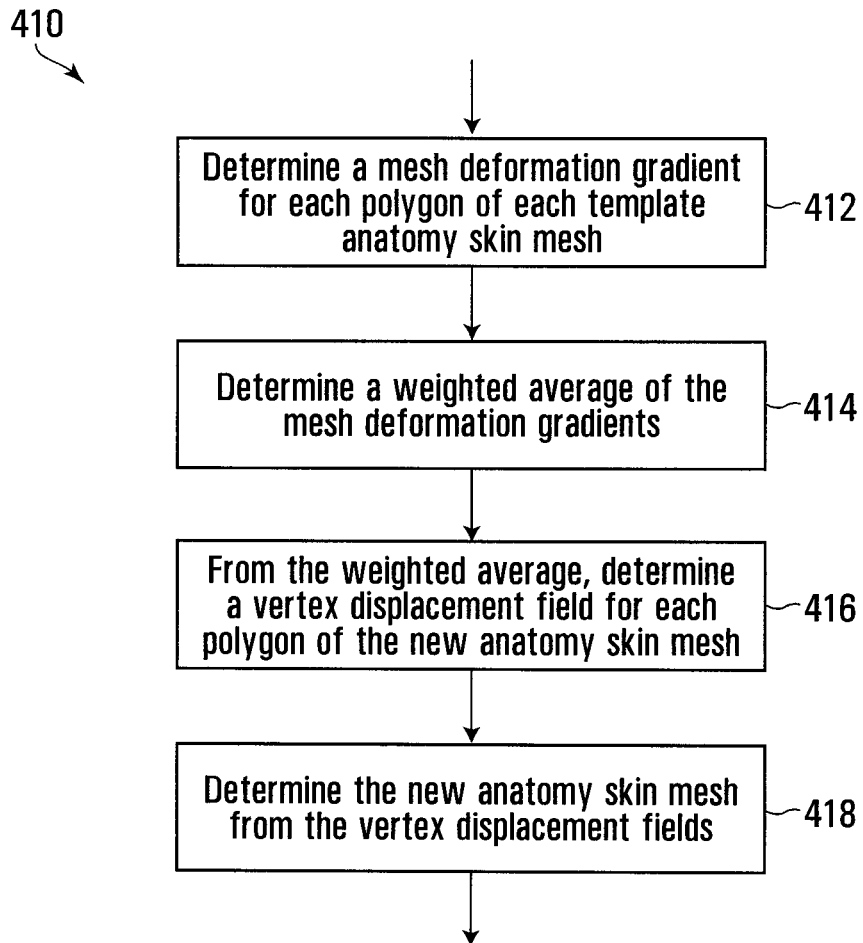 410
Determine a mesh deformation gradient
for each polygon of each template
anatomy skin mesh
412
Determine a weighted average of the
mesh deformation gradients
414
From the weighted average, determine
a vertex displacement field for each
polygon of the new anatomy skin mesh
416
Determine the new anatomy skin mesh
from the vertex displacement fields
418